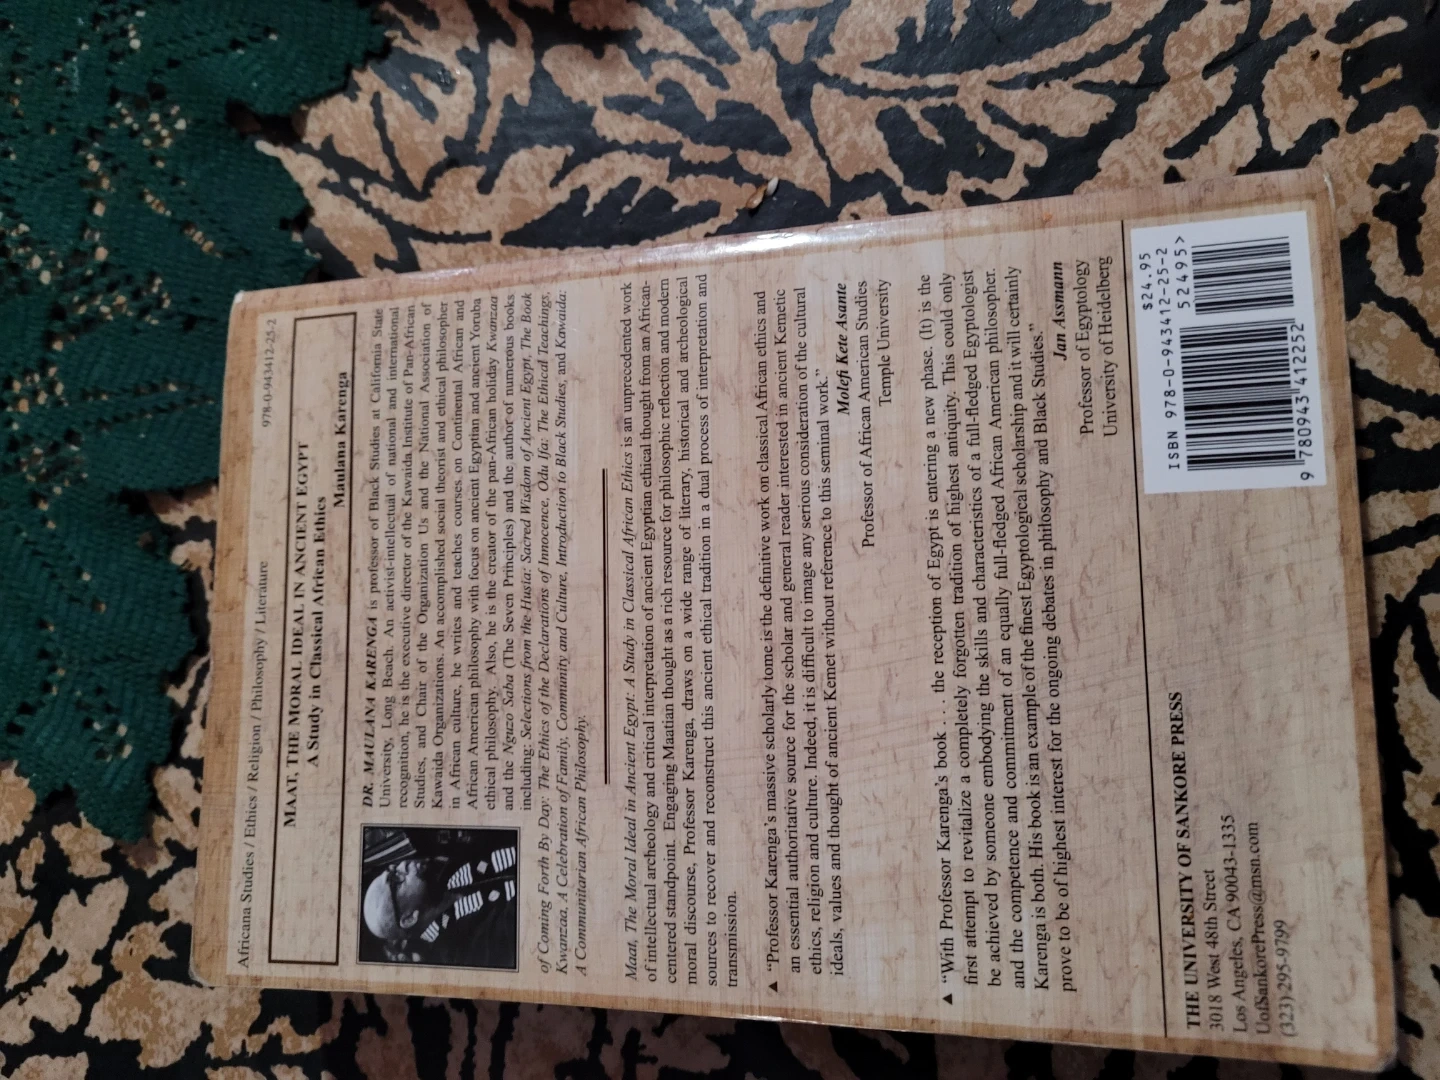 Africana Studies / Ethics / Religion / Philosophy / Literature
978-0-943412-25-2
MAAT, THE MORAL IDEAL IN ANCIENT EGYPT
A Study in Classical African Ethics
Maulana Karenga
DR. MAULANA KARENGA is professor of Black Studies at California State
University, Long Beach. An activist-intellectual of national and international
recognition, he is the executive director of the Kawaida Institute of Pan-African
Studies, and Chair of the Organization Us and the National Association of
Kawaida Organizations. An accomplished social theorist and ethical philosopher
in African culture, he writes and teaches courses on Continental African and
African American philosophy with focus on ancient Egyptian and ancient Yoruba
ethical philosophy. Also, he is the creator of the pan-African holiday Kwanzaa
and the Nguzo Saba (The Seven Principles) and the author of numerous books
including: Selections from the Husia: Sacred Wisdom of Ancient Egypt, The Book
of Coming Forth By Day: The Ethics of the Declarations of Innocence, Odu Ifa: The Ethical Teachings,
Kwanzaa, A Celebration of Family, Community and Culture, Introduction to Black Studies, and Kawaida:
A Communitarian African Philosophy.
Maat, The Moral Ideal in Ancient Egypt: A Study in Classical African Ethics is an unprecedented work
of intellectual archeology and critical interpretation of ancient Egyptian ethical thought from an African-
centered standpoint. Engaging Maatian thought as a rich resource for philosophic reflection and modern
moral discourse, Professor Karenga, draws on a wide range of literary, historical and archeological
sources to recover and reconstruct this ancient ethical tradition in a dual process of interpretation and
transmission.
▲ "Professor Karenga's massive scholarly tome is the definitive work on classical African ethics and
an essential authoritative source for the scholar and general reader interested in ancient Kemetic
ethics, religion and culture. Indeed, it is difficult to image any serious consideration of the cultural
ideals, values and thought of ancient Kemet without reference to this seminal work."
Molefi Kete Asante
Professor of African American Studies
Temple University
▲ "With Professor Karenga's book . . . the reception of Egypt is entering a new phase. (It) is the
first attempt to revitalize a completely forgotten tradition of highest antiquity. This could only
be achieved by someone embodying the skills and characteristics of a full-fledged Egyptologist
and the competence and commitment of an equally full-fledged African American philosopher.
Karenga is both. His book is an example of the finest Egyptological scholarship and it will certainly
prove to be of highest interest for the ongoing debates in philosophy and Black Studies."
Jan Assmann
Professor of Egyptology
University of Heidelberg
THE UNIVERSITY OF SANKORE PRESS
3018 West 48th Street
Los Angeles, CA 90043-1335
UofSankorePress@msn.com
(323) 295-9799
$24.95
ISBN 978-0-943412-25-2
52495>
9 780943 412252